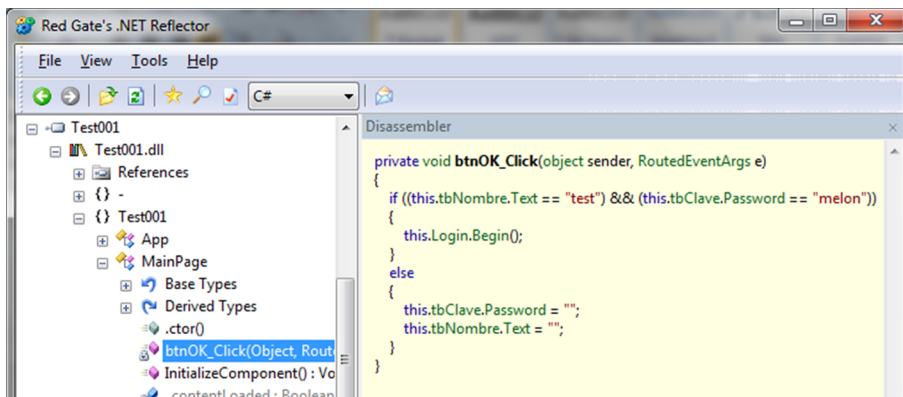 Red Gate's .NET Reflector
File View Tools Help
C#
Test001
Test001.dll
References
{} -
{} Test001
App
MainPage
Base Types
Derived Types
.ctor()
btnOK_Click(Object, Route
InitializeComponent() : Vo
_contentLoaded : Boolean
Disassembler
private void btnOK_Click(object sender, RoutedEventArgs e)
{
if ((this.tbNombre.Text == "test") && (this.tbClave.Password == "melon"))
{
this.Login.Begin();
}
else
{
this.tbClave.Password = "";
this.tbNombre.Text = "";
}
}